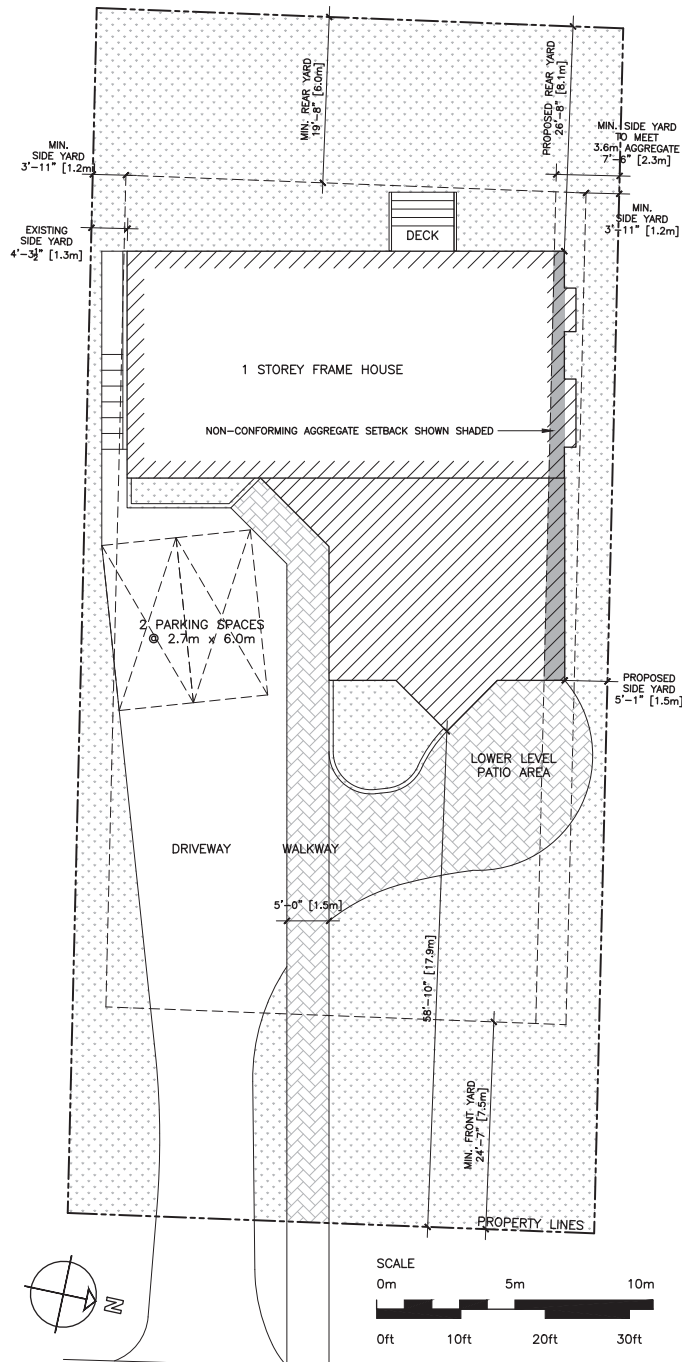 MIN. REAR YARD
19'-8" [6.0m]
PROPOSED REAR YARD
26'-8" [8.1m]
MIN. SIDE YARD
TO MEET
3.6m AGGREGATE
7'-6" [2.3m]
MIN.
SIDE YARD
3'-11" [1.2m]
MIN.
SIDE YARD
3'-11" [1.2m]
EXISTING
SIDE YARD
4'-3½" [1.3m]
DECK
1 STOREY FRAME HOUSE
NON-CONFORMING AGGREGATE SETBACK SHOWN SHADED
2 PARKING SPACES
@ 2.7m x 6.0m
PROPOSED
SIDE YARD
5'-1" [1.5m]
LOWER LEVEL
PATIO AREA
DRIVEWAY
WALKWAY
5'-0" [1.5m]
58'-10" [17.9m]
MIN. FRONT YARD
24'-7" [7.5m]
PROPERTY LINES
N
SCALE
0m 5m 10m
0ft 10ft 20ft 30ft